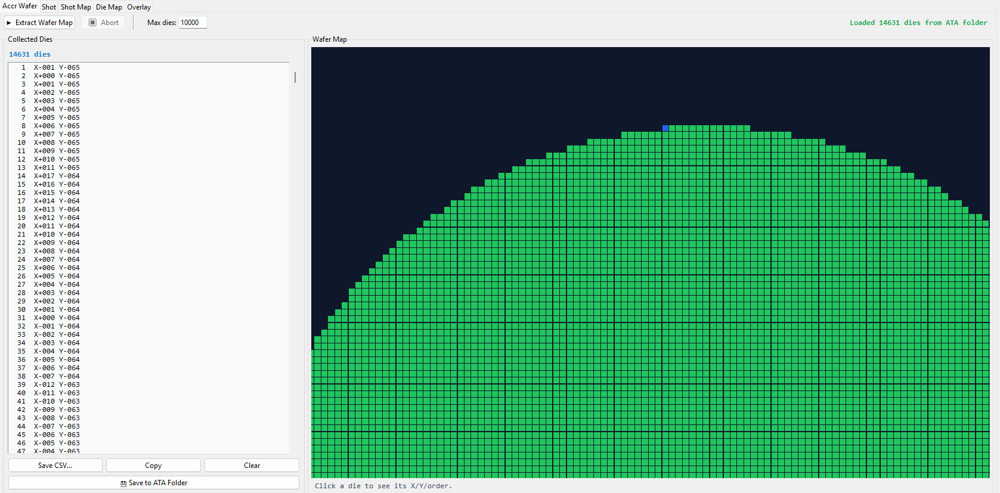 Accr Wafer Shot Shot Map Die Map Overlay
Extract Wafer Map Abort Max dies: 10000 Loaded 14631 dies from ATA folder
Collected Dies
14631 dies
1 X-001 Y-065
2 X+000 Y-065
3 X+001 Y-065
4 X+002 Y-065
5 X+003 Y-065
6 X+004 Y-065
7 X+005 Y-065
8 X+006 Y-065
9 X+007 Y-065
10 X+008 Y-065
11 X+009 Y-065
12 X+010 Y-065
13 X+011 Y-065
14 X+017 Y-064
15 X+016 Y-064
16 X+015 Y-064
17 X+014 Y-064
18 X+013 Y-064
19 X+012 Y-064
20 X+011 Y-064
21 X+010 Y-064
22 X+009 Y-064
23 X+008 Y-064
24 X+007 Y-064
25 X+006 Y-064
26 X+005 Y-064
27 X+004 Y-064
28 X+003 Y-064
29 X+002 Y-064
30 X+001 Y-064
31 X+000 Y-064
32 X-001 Y-064
33 X-002 Y-064
34 X-003 Y-064
35 X-004 Y-064
36 X-005 Y-064
37 X-006 Y-064
38 X-007 Y-064
39 X-012 Y-063
40 X-011 Y-063
41 X-010 Y-063
42 X-009 Y-063
43 X-008 Y-063
44 X-007 Y-063
45 X-006 Y-063
46 X-005 Y-063
47 X-004 Y-063
Save CSV... Copy Clear
Save to ATA Folder
Wafer Map
Click a die to see its X/Y/order.